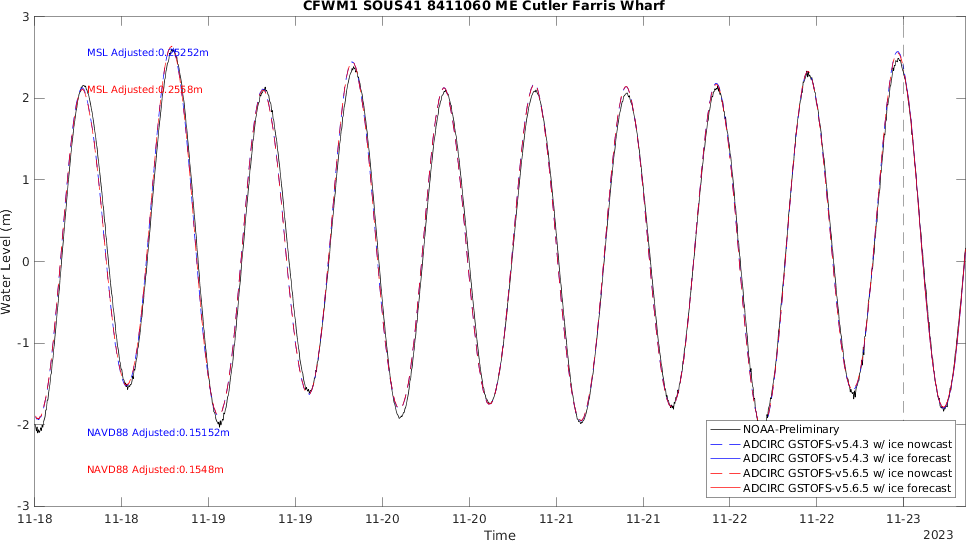 CFWM1 SOUS41 8411060 ME Cutler Farris Wharf
3
MSL Adjusted:0.25252m
MSL Adjusted:0.2558m
2
1
0
-1
-2
-3
Water Level (m)
NAVD88 Adjusted:0.15152m
NAVD88 Adjusted:0.1548m
NOAA-Preliminary
ADCIRC GSTOFS-v5.4.3 w/ ice nowcast
ADCIRC GSTOFS-v5.4.3 w/ ice forecast
ADCIRC GSTOFS-v5.6.5 w/ ice nowcast
ADCIRC GSTOFS-v5.6.5 w/ ice forecast
11-18 11-18 11-19 11-19 11-20 11-20 11-21 11-21 11-22 11-22 11-23
Time
2023